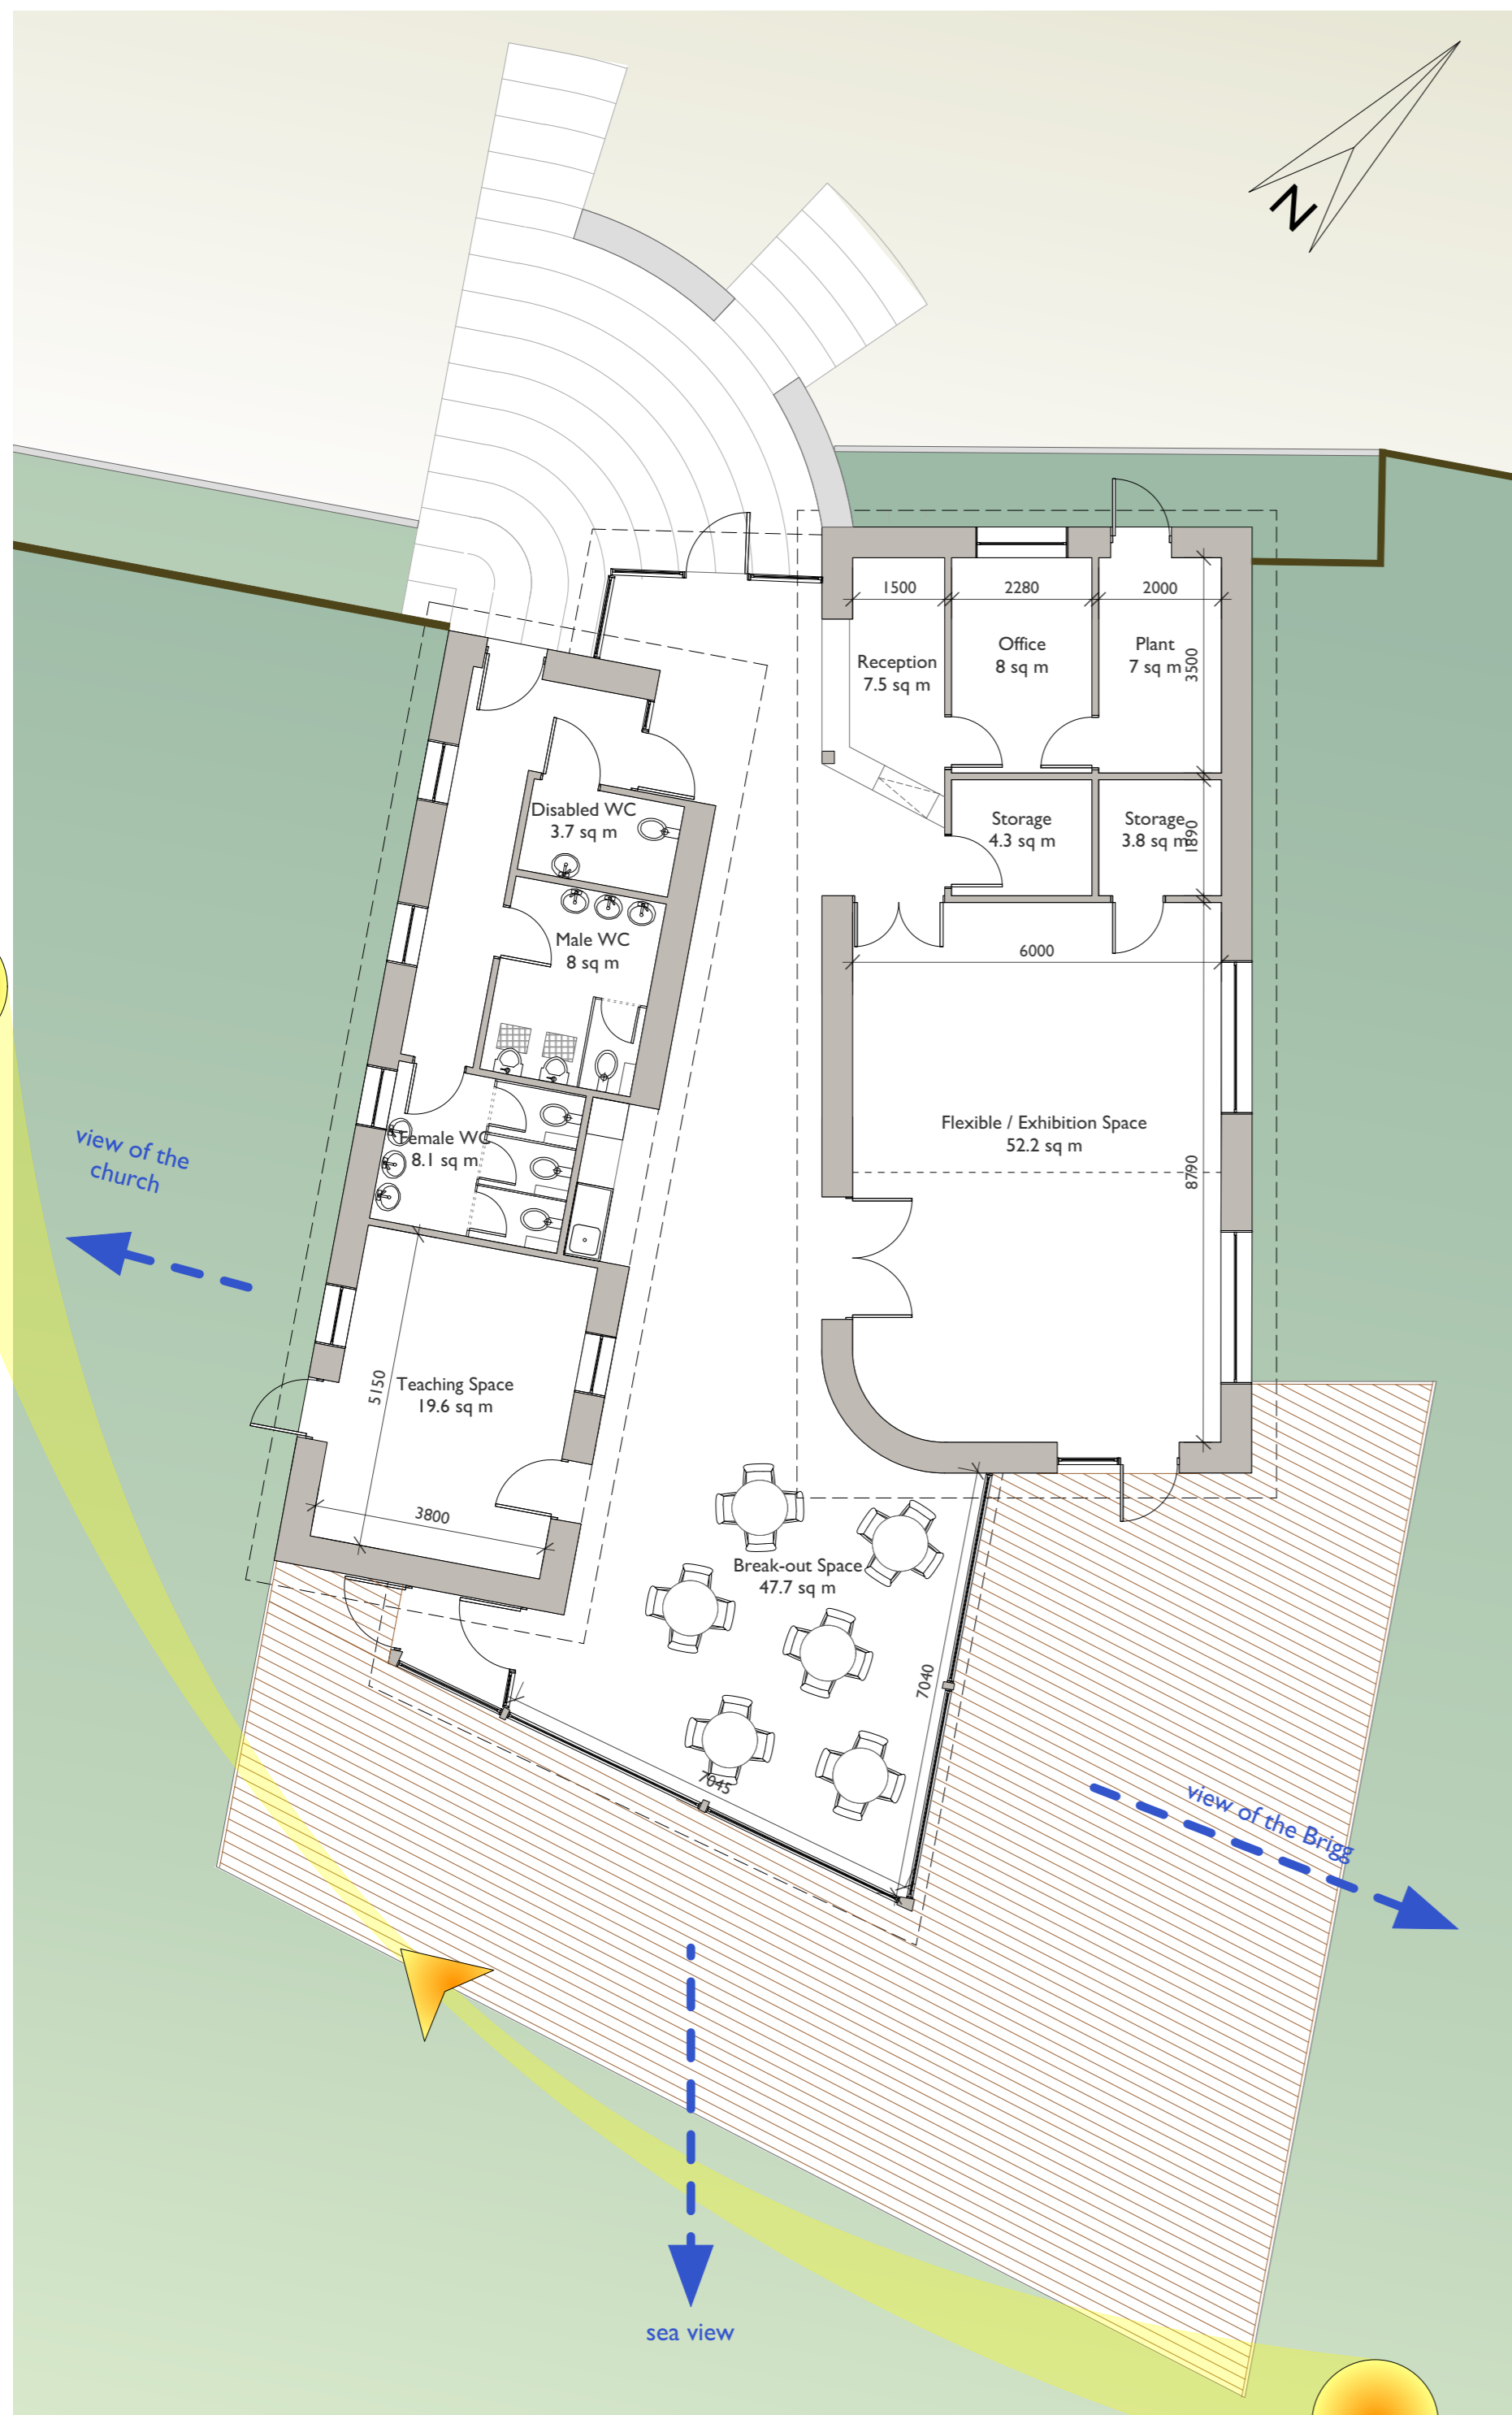 N
1500
2280
2000
Office
8 sq m
Plant
7 sq m
3500
Reception
7.5 sq m
Disabled WC
3.7 sq m
Storage
4.3 sq m
Storage
3.8 sq m
1890
Male WC
8 sq m
6000
Flexible / Exhibition Space
52.2 sq m
8790
view of the
church
Female WC
8.1 sq m
Teaching Space
19.6 sq m
5150
3800
Break-out Space
47.7 sq m
7040
7045
view of the Brigg
sea view